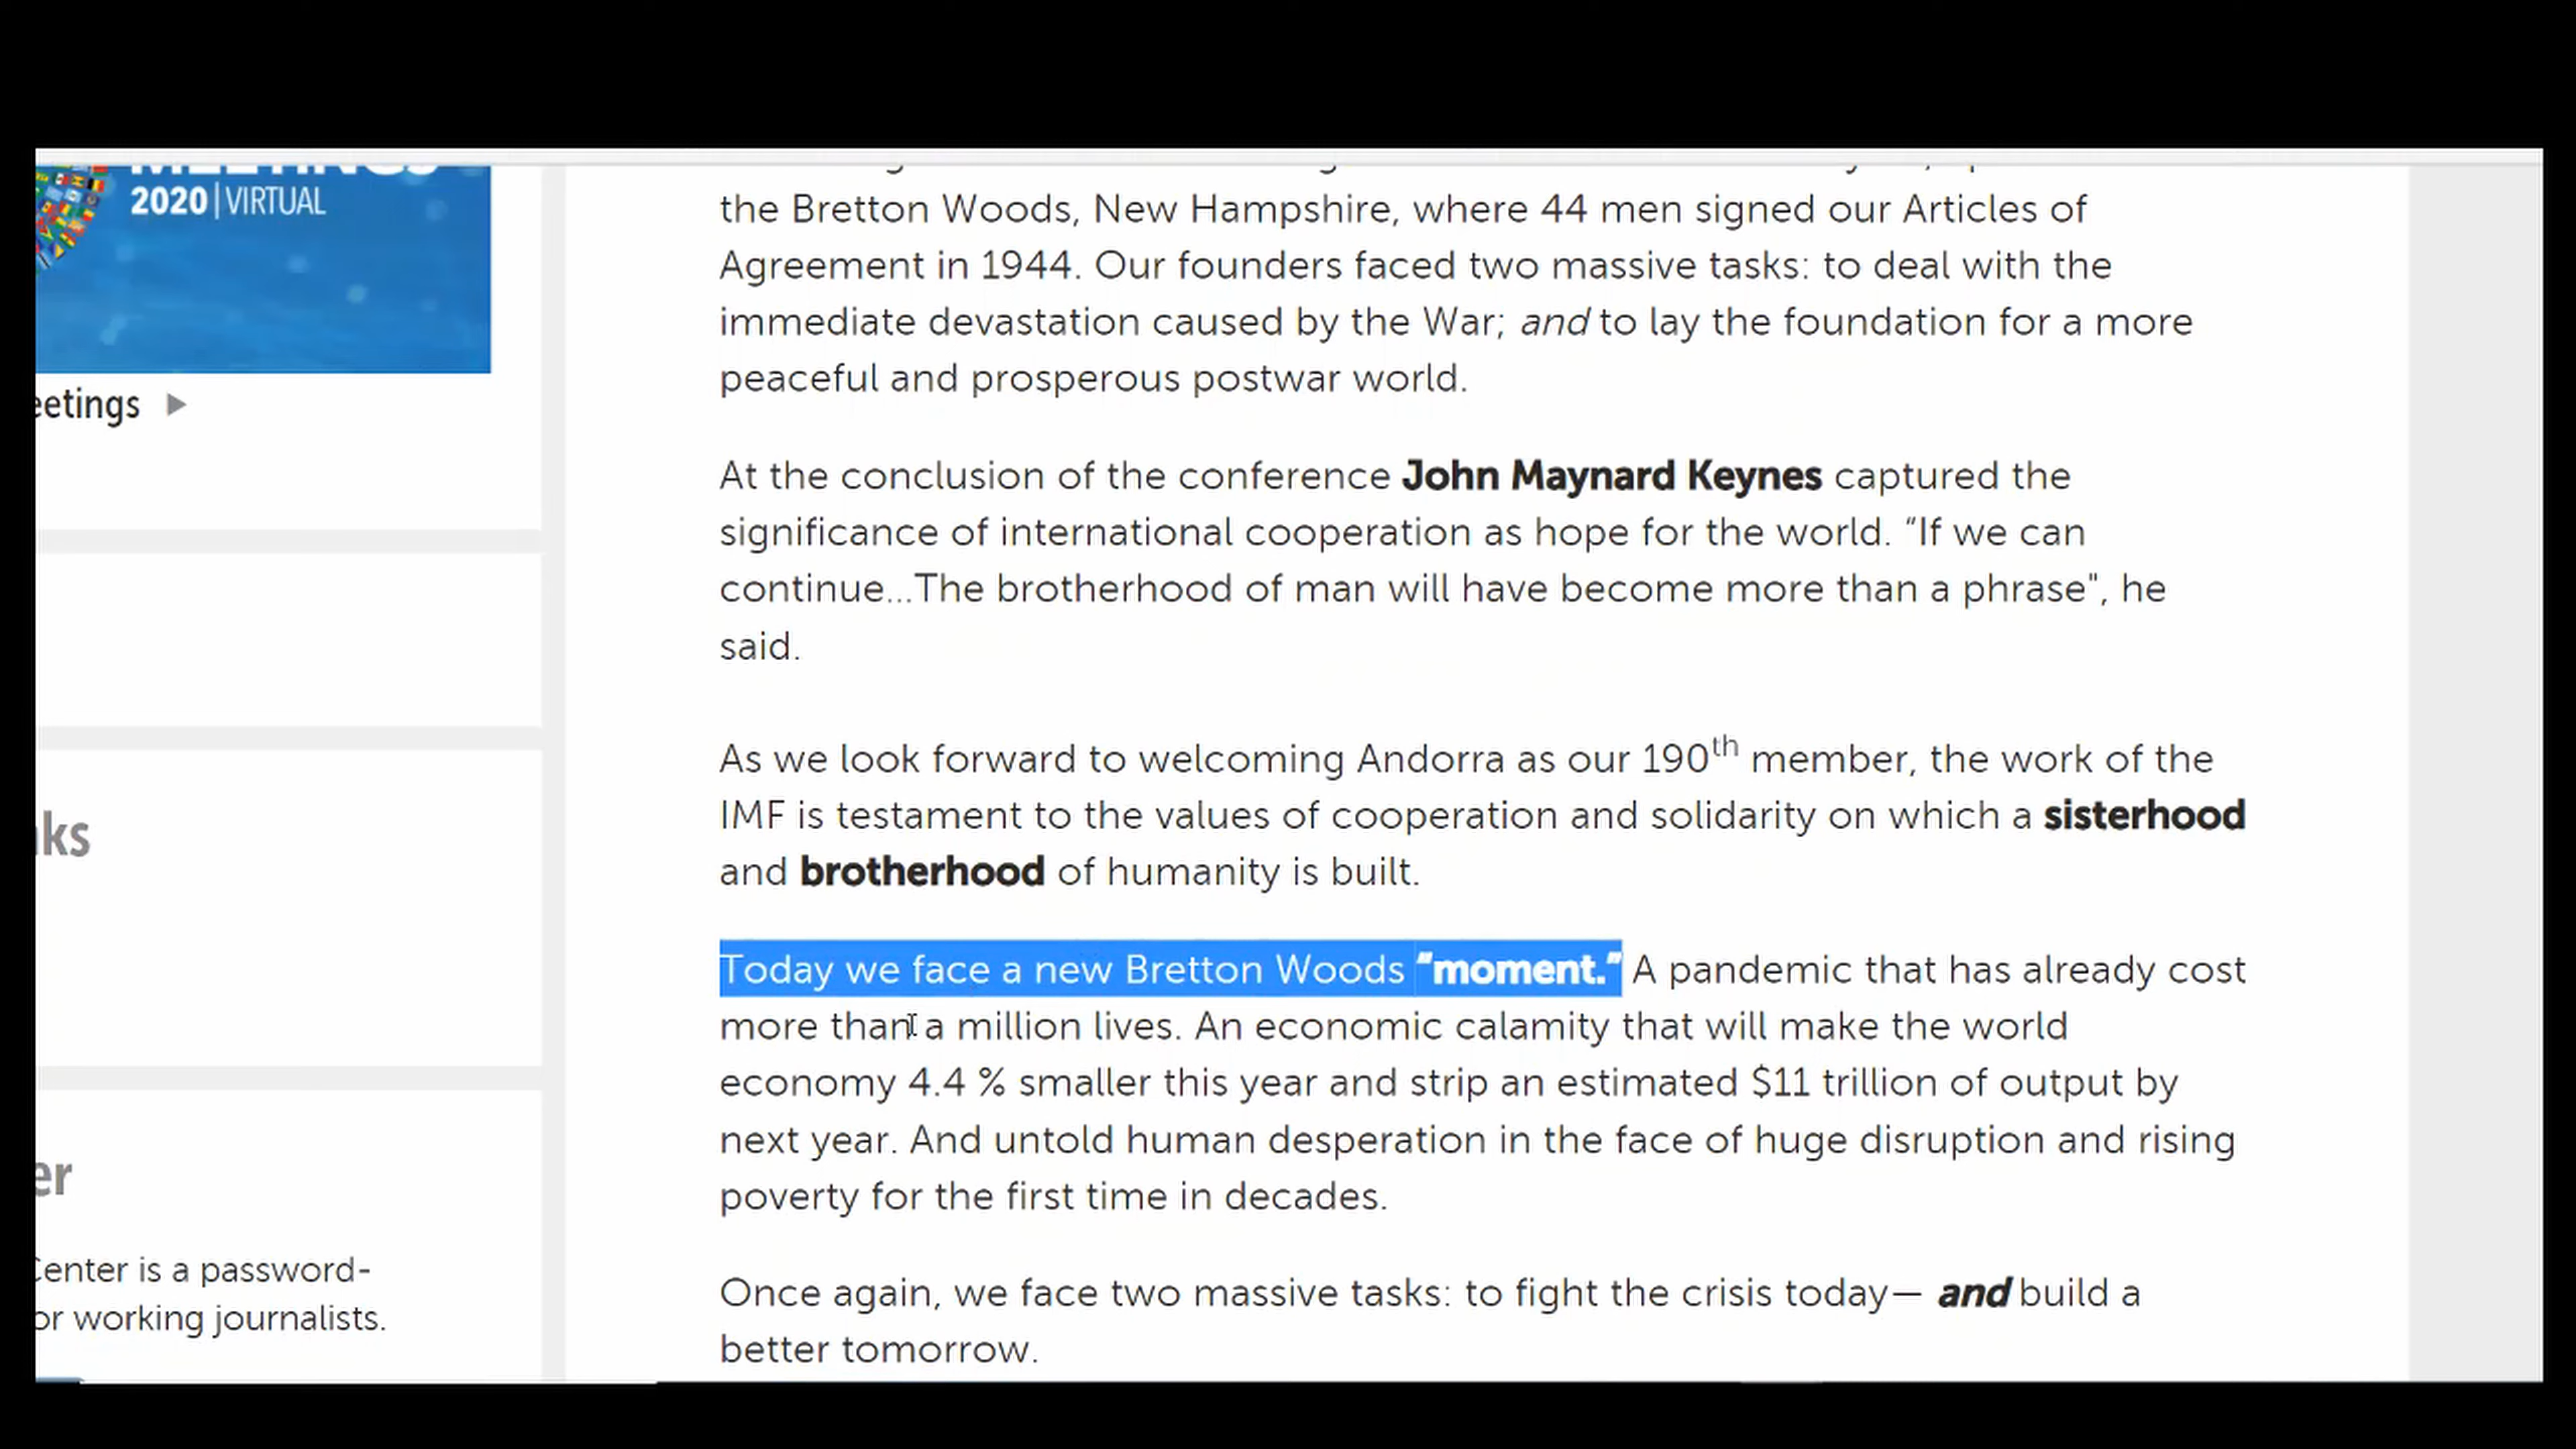 MEETINGS
2020 | VIRTUAL
eetings
ks
er
Center is a password-
or working journalists.
the Bretton Woods, New Hampshire, where 44 men signed our Articles of
Agreement in 1944. Our founders faced two massive tasks: to deal with the
immediate devastation caused by the War; and to lay the foundation for a more
peaceful and prosperous postwar world.
At the conclusion of the conference John Maynard Keynes captured the
significance of international cooperation as hope for the world. “If we can
continue...The brotherhood of man will have become more than a phrase", he
said.
As we look forward to welcoming Andorra as our 190th member, the work of the
IMF is testament to the values of cooperation and solidarity on which a sisterhood
and brotherhood of humanity is built.
Today we face a new Bretton Woods “moment.” A pandemic that has already cost
more than a million lives. An economic calamity that will make the world
economy 4.4 % smaller this year and strip an estimated $11 trillion of output by
next year. And untold human desperation in the face of huge disruption and rising
poverty for the first time in decades.
Once again, we face two massive tasks: to fight the crisis today— and build a
better tomorrow.